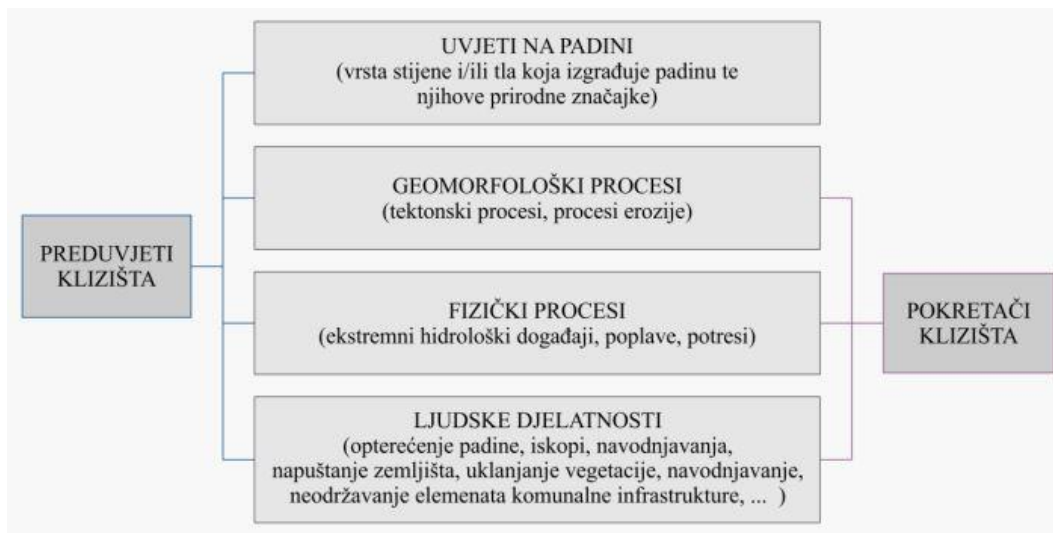 UVJETI NA PADINI
(vrsta stijene i/ili tla koja izgrađuje padinu te
njihove prirodne značajke)
GEOMORFOLOŠKI PROCESI
(tektonski procesi, procesi erozije)
PREDUVJETI
KLIZIŠTA
FIZIČKI PROCESI
(ekstremni hidrološki događaji, poplave, potresi)
POKRETAČI
KLIZIŠTA
LJUDSKE DJELATNOSTI
(opterećenje padine, iskopi, navodnjavanja,
napuštanje zemljišta, uklanjanje vegetacije, navodnjavanje,
neodržavanje elemenata komunalne infrastrukture, ... )